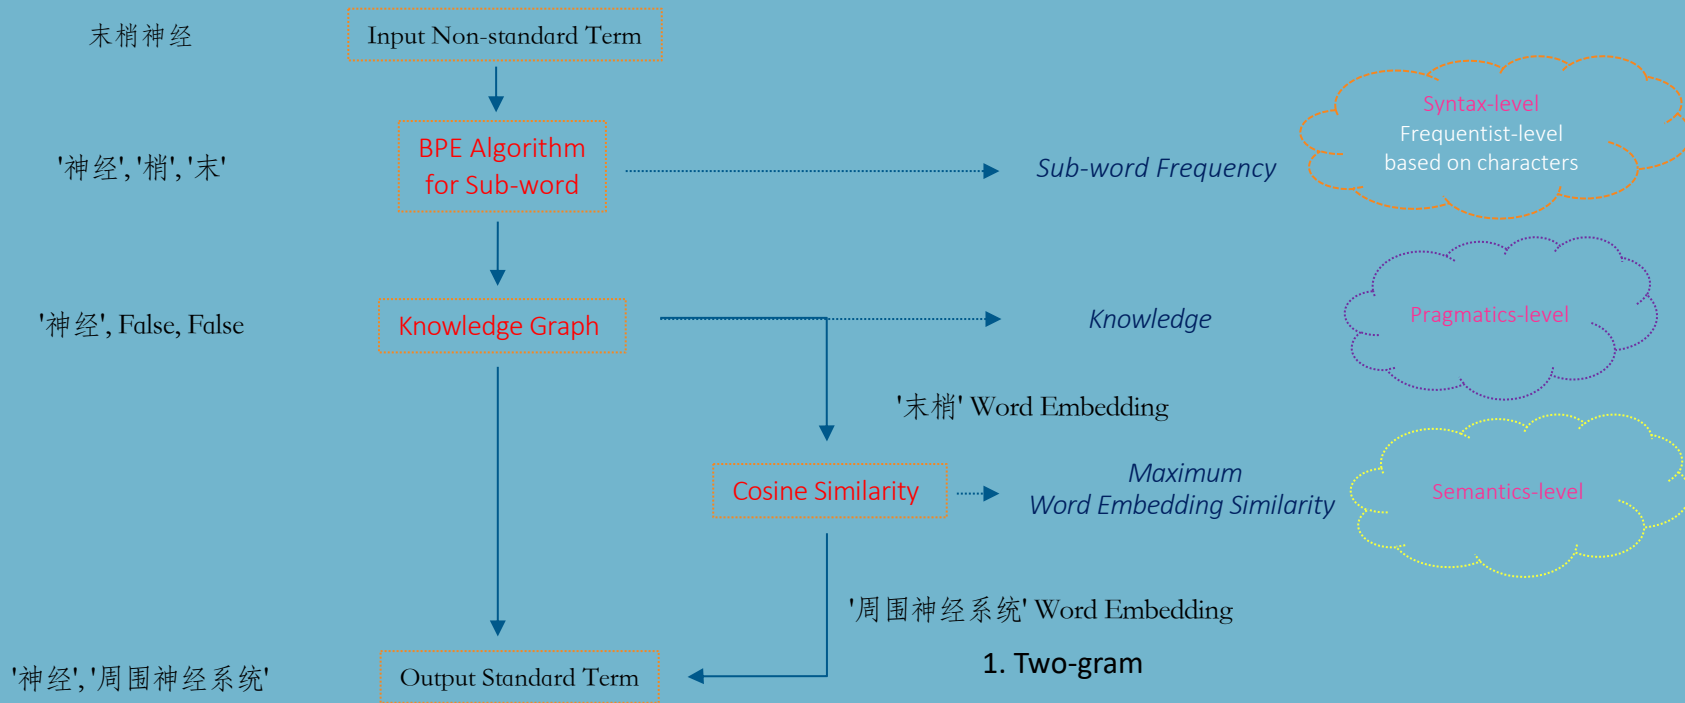 末梢神经
Input Non-standard Term
Syntax-level
Frequentist-level
based on characters
BPE Algorithm
for Sub-word
'神经', '梢', '末'
Sub-word Frequency
'神经', False, False
Knowledge Graph
Knowledge
Pragmatics-level
'末梢' Word Embedding
Cosine Similarity
Maximum
Word Embedding Similarity
Semantics-level
'周围神经系统' Word Embedding
1. Two-gram
'神经', '周围神经系统'
Output Standard Term